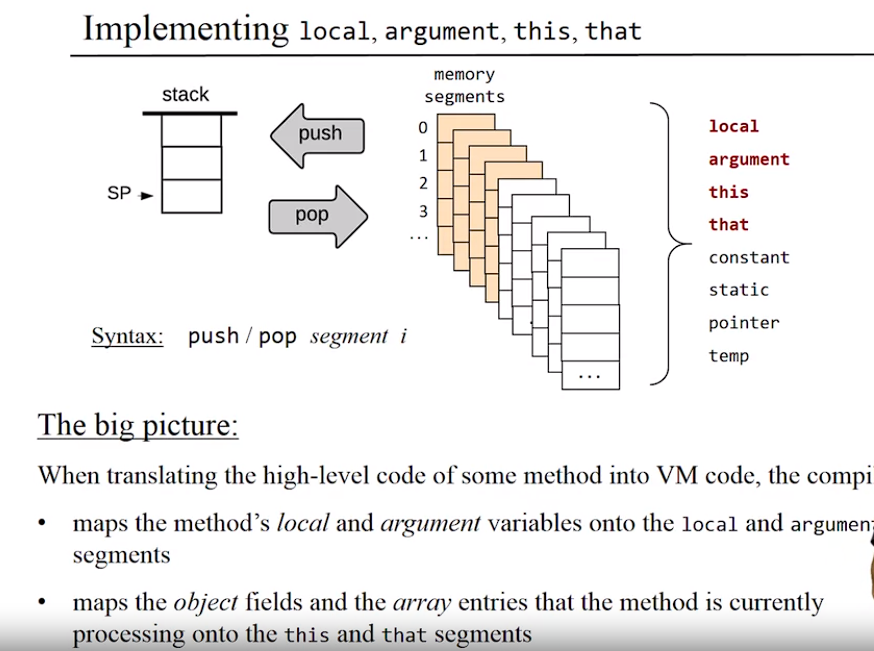 Implementing local, argument, this, that
memory
segments
stack
push
pop
SP
0
1
2
3
...
...
local
argument
this
that
constant
static
pointer
temp
Syntax: push / pop segment i
The big picture:
When translating the high-level code of some method into VM code, the compi
• maps the method’s local and argument variables onto the local and argumen
segments
• maps the object fields and the array entries that the method is currently
processing onto the this and that segments